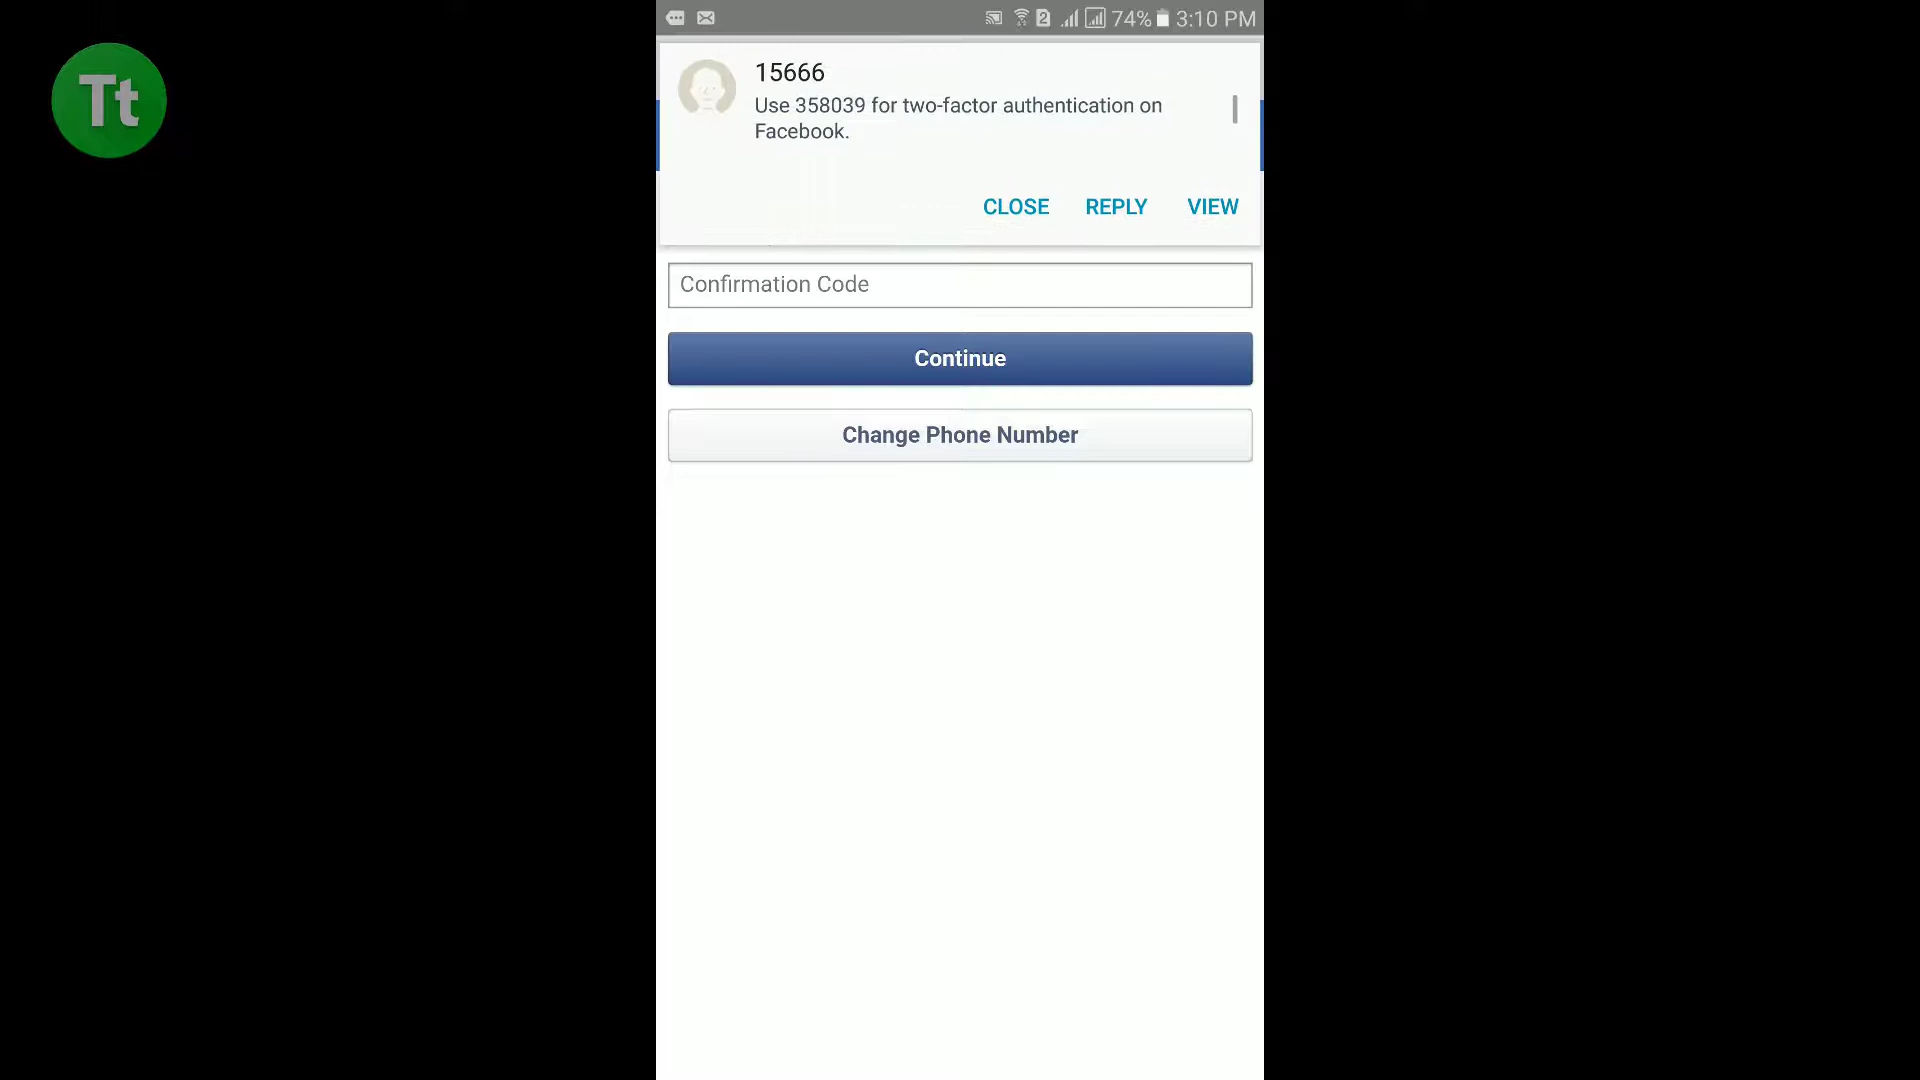 Tt
2 74% 3:10 PM
15666
Use 358039 for two-factor authentication on
Facebook.
CLOSE REPLY VIEW
Confirmation Code
Continue
Change Phone Number